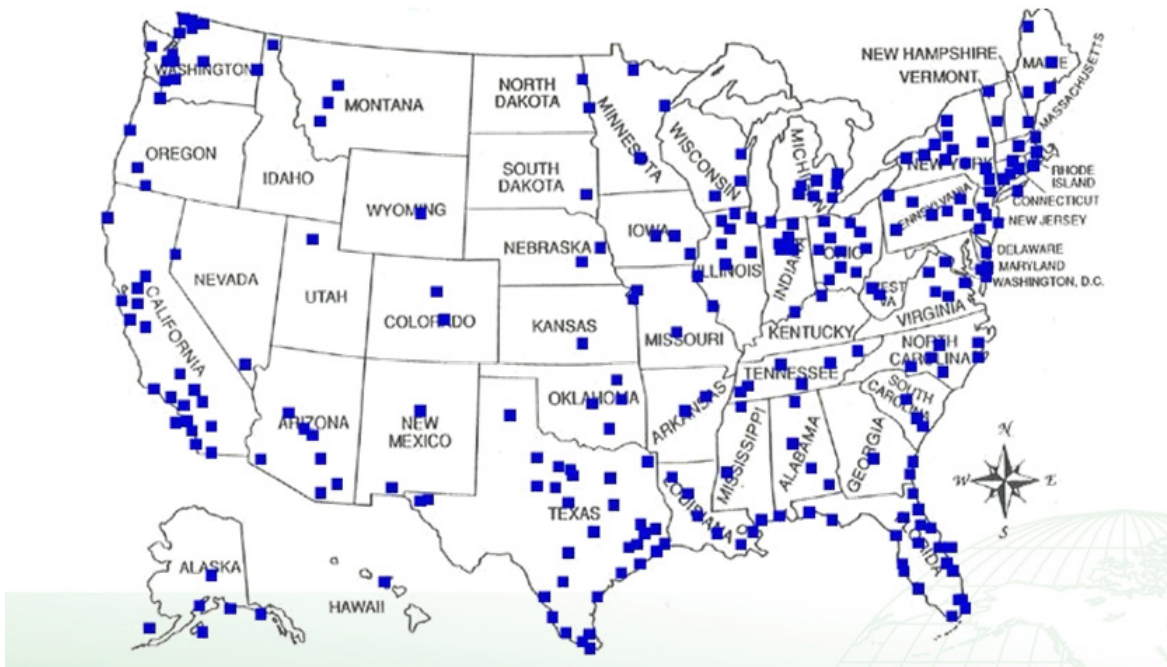 NEW HAMPSHIRE
VERMONT
MAINE
MASSACHUSETTS
WASHINGTON
MONTANA
NORTH
DAKOTA
MINNESOTA
WISCONSIN
MICHIGAN
NEW YORK
RHODE
ISLAND
CONNECTICUT
NEW JERSEY
OREGON
IDAHO
SOUTH
DAKOTA
WYOMING
IOWA
PENNSYLVANIA
NEBRASKA
ILLINOIS
INDIANA
OHIO
DELAWARE
MARYLAND
WASHINGTON, D.C.
NEVADA
UTAH
COLORADO
KANSAS
MISSOURI
KENTUCKY
WEST
VA
VIRGINIA
CALIFORNIA
NORTH
CAROLINA
TENNESSEE
SOUTH
CAROLINA
ARIZONA
NEW
MEXICO
OKLAHOMA
ARKANSAS
MISSISSIPPI
ALABAMA
GEORGIA
N
W E
S
TEXAS
LOUISIANA
FLORIDA
ALASKA
HAWAII